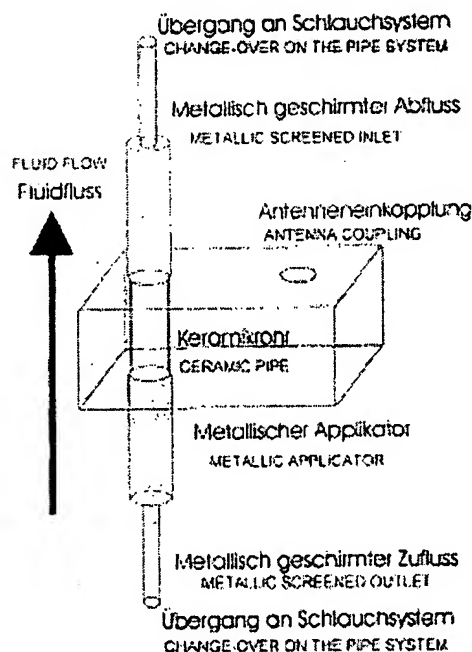 Übergang an Schlauchsystem
CHANGE-OVER ON THE PIPE SYSTEM
Metallisch geschirmter Abfluss
METALLIC SCREENED INLET
FLUID FLOW
Fluidfluss
Antenneneinkopplung
ANTENNA COUPLING
Keramikrohr
CERAMIC PIPE
Metallischer Applikator
METALLIC APPLICATOR
Metallisch geschirmter Zufluss
METALLIC SCREENED OUTLET
Übergang an Schlauchsystem
CHANGE-OVER ON THE PIPE SYSTEM